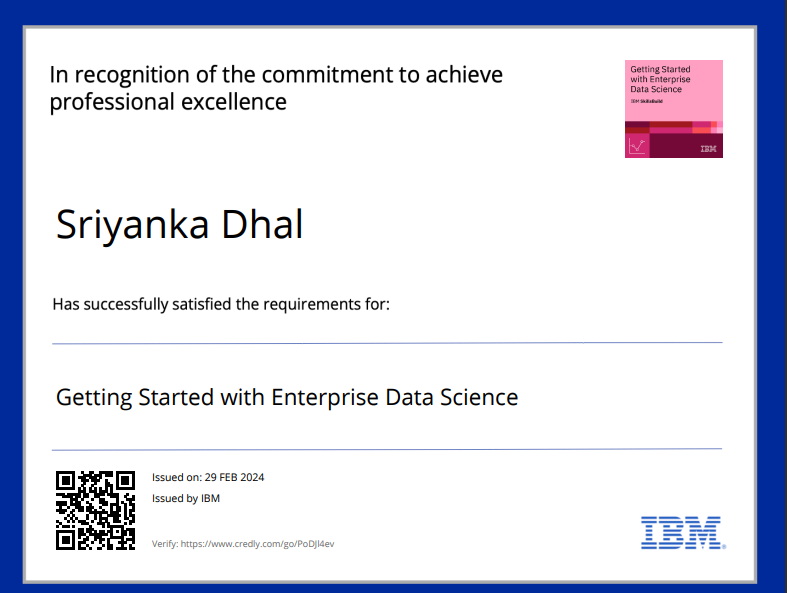 In recognition of the commitment to achieve
professional excellence
Getting Started
with Enterprise
Data Science
IBM SkillsBuild
IBM
Sriyanka Dhal
Has successfully satisfied the requirements for:
Getting Started with Enterprise Data Science
Issued on: 29 FEB 2024
Issued by IBM
Verify: https://www.credly.com/go/PoDJl4ev
IBM®